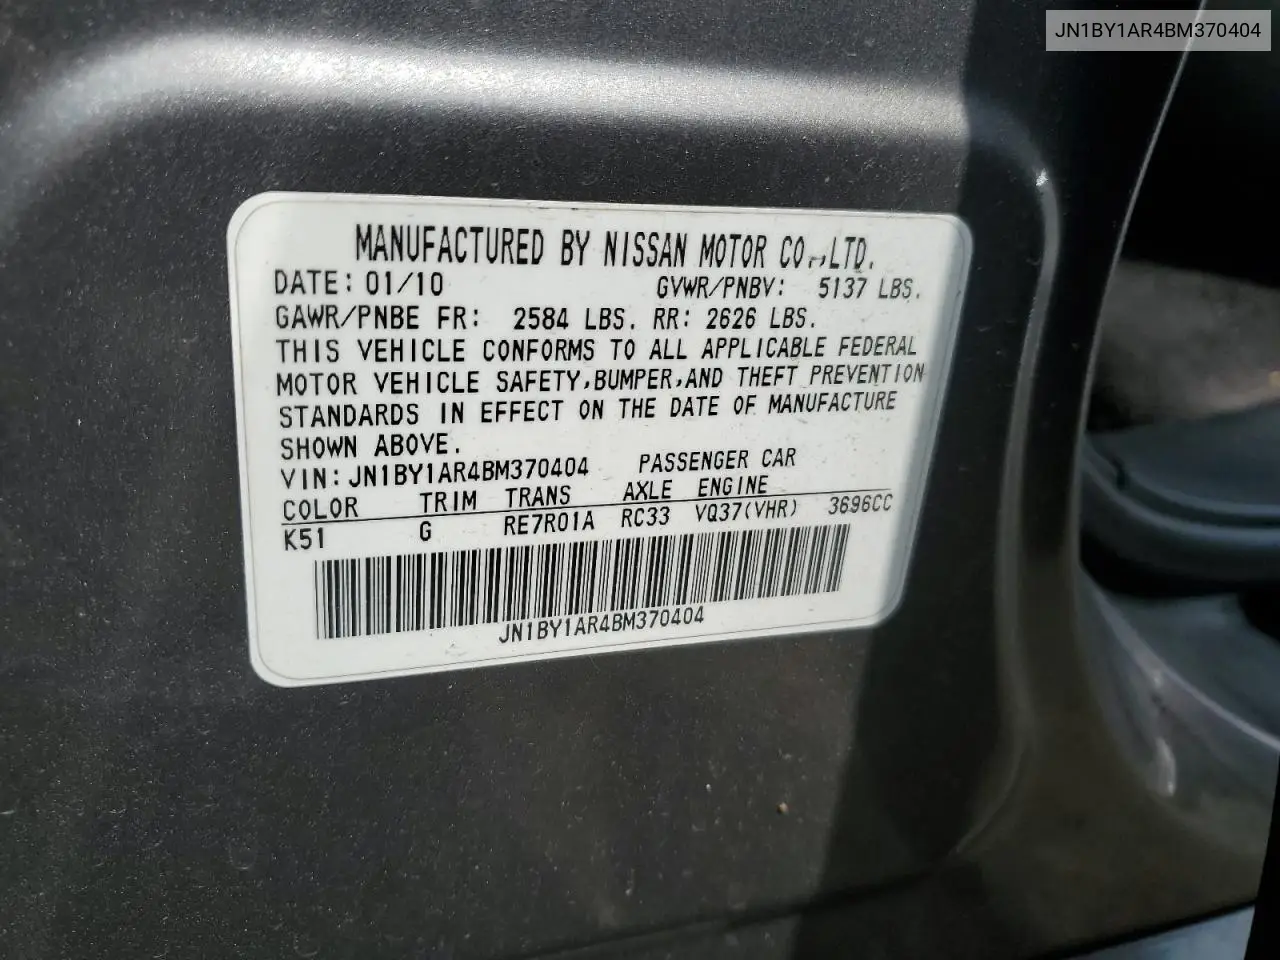 JN1BY1AR4BM370404
MANUFACTURED BY NISSAN MOTOR CO.,LTD.
DATE: 01/10 GVWR/PNBV: 5137 LBS.
GAWR/PNBE FR: 2584 LBS. RR: 2626 LBS.
THIS VEHICLE CONFORMS TO ALL APPLICABLE FEDERAL
MOTOR VEHICLE SAFETY,BUMPER,AND THEFT PREVENTION
STANDARDS IN EFFECT ON THE DATE OF MANUFACTURE
SHOWN ABOVE.
VIN: JN1BY1AR4BM370404 PASSENGER CAR
COLOR TRIM TRANS AXLE ENGINE
K51 G RE7R01A RC33 VQ37(VHR) 3696CC
JN1BY1AR4BM370404